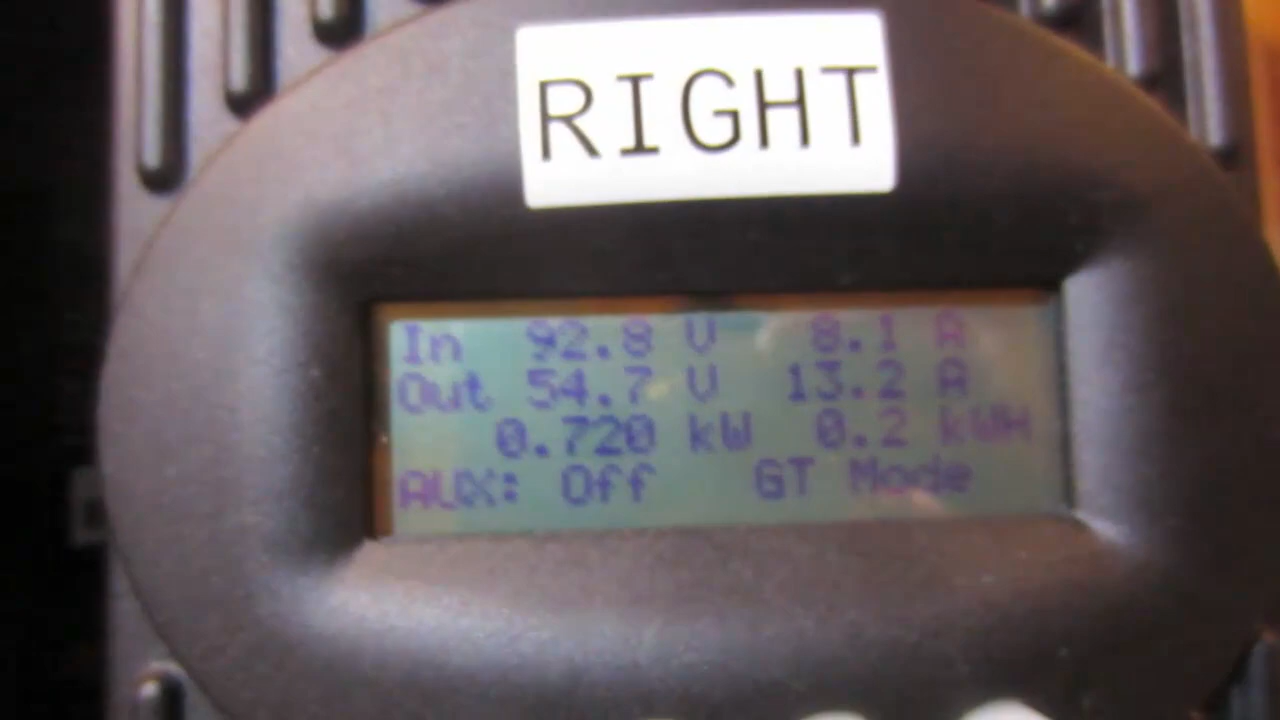 RIGHT
In 92.8 V 8.1 A
Out 54.7 V 13.2 A
0.720 kW 0.2 kWH
AUX: Off GT Mode